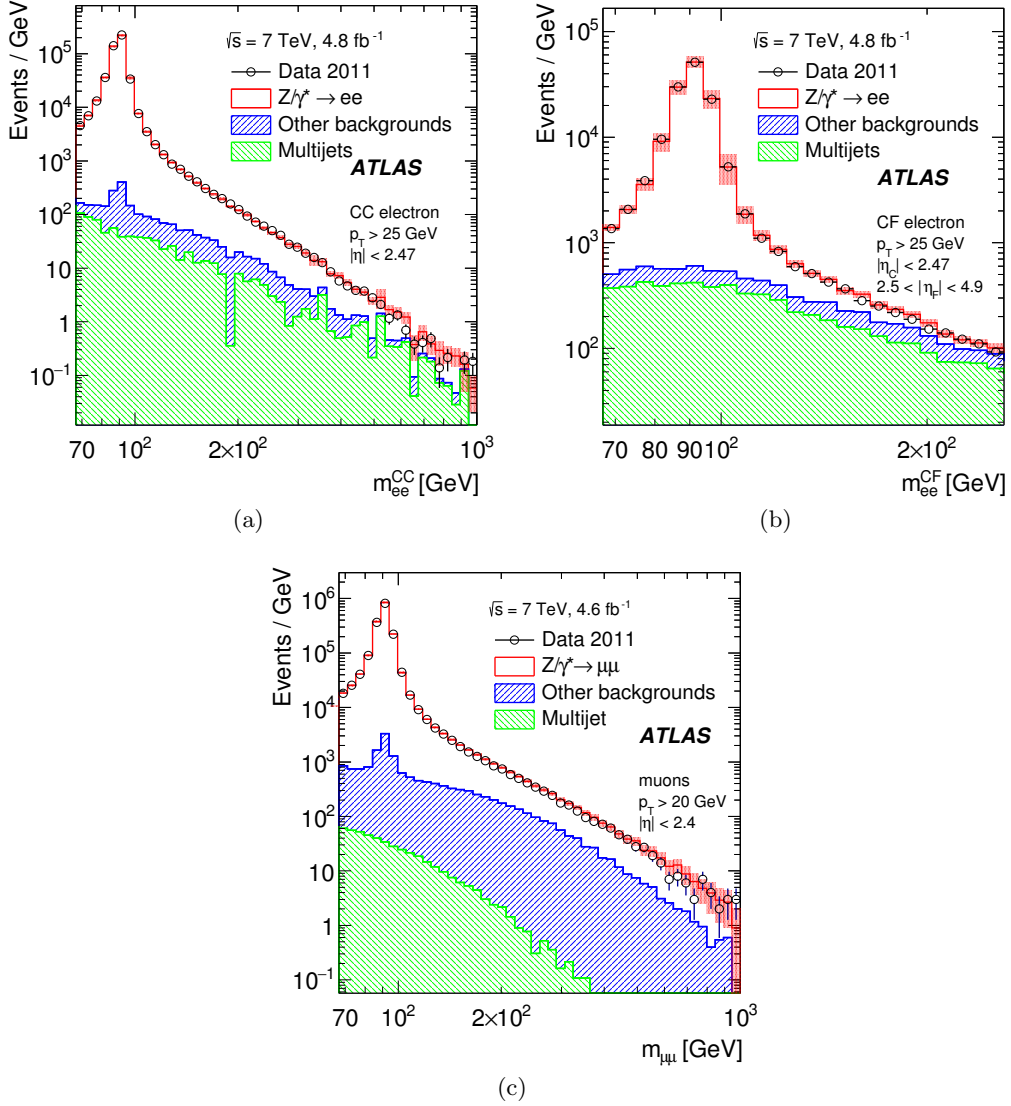 Events / GeV
10⁵
10⁴
10³
10²
10
1
10⁻¹
√s = 7 TeV, 4.8 fb⁻¹
Data 2011
Z/γ* → ee
Other backgrounds
Multijets
ATLAS
CC electron
p_T > 25 GeV
|η| < 2.47
70 10² 2×10² 10³
m_ee^CC [GeV]
(a)
Events / GeV
10⁵
10⁴
10³
10²
√s = 7 TeV, 4.8 fb⁻¹
Data 2011
Z/γ* → ee
Other backgrounds
Multijets
ATLAS
CF electron
p_T > 25 GeV
|η_C| < 2.47
2.5 < |η_F| < 4.9
70 80 90 10² 2×10²
m_ee^CF [GeV]
(b)
Events / GeV
10⁶
10⁵
10⁴
10³
10²
10
1
10⁻¹
√s = 7 TeV, 4.6 fb⁻¹
Data 2011
Z/γ* → μμ
Other backgrounds
Multijet
ATLAS
muons
p_T > 20 GeV
|η| < 2.4
70 10² 2×10² 10³
m_μμ [GeV]
(c)